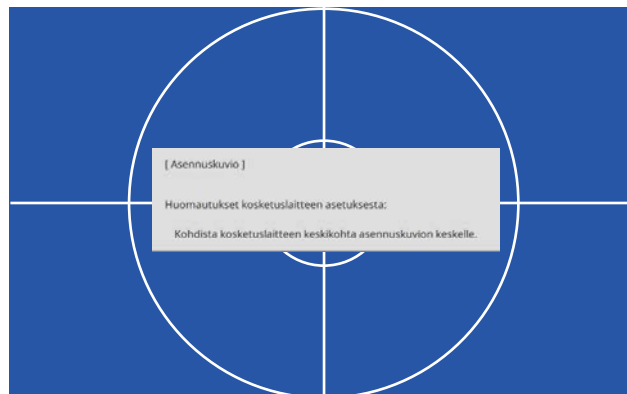 [ Asennuskuvio ]
Huomautukset kosketuslaitteen asetuksesta:
Kohdista kosketuslaitteen keskikohta asennuskuvion keskelle.